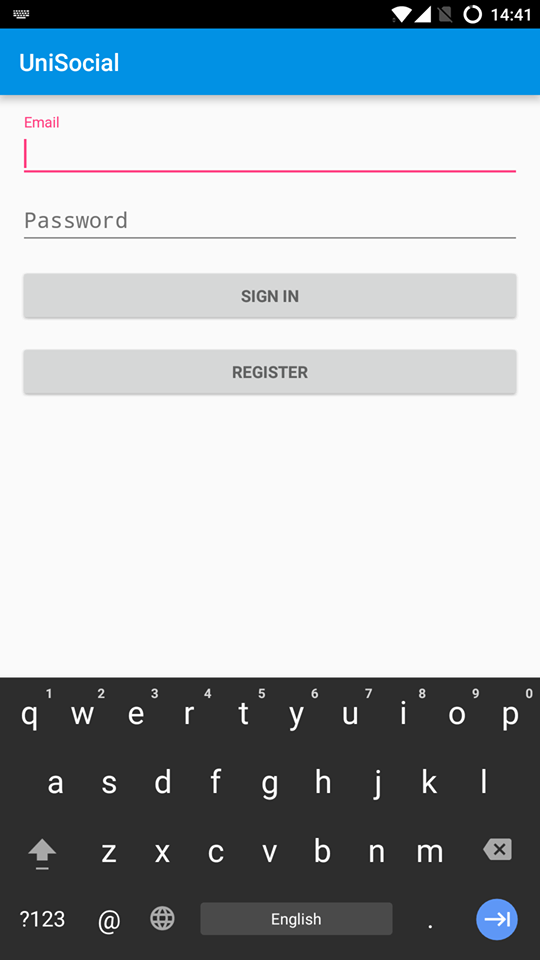 14:41
UniSocial
Email
Password
SIGN IN
REGISTER
1 2 3 4 5 6 7 8 9 0
q w e r t y u i o p
a s d f g h j k l
z x c v b n m
?123 @ English .